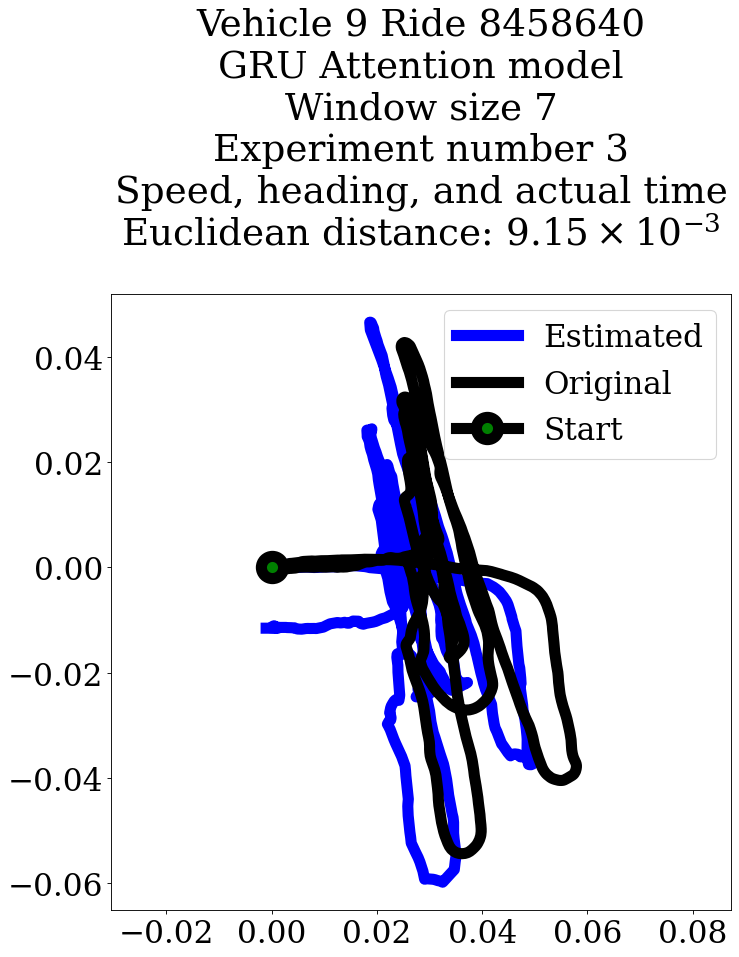 Vehicle 9 Ride 8458640
GRU Attention model
Window size 7
Experiment number 3
Speed, heading, and actual time
Euclidean distance: 9.15 × 10⁻³
Estimated
Original
Start
0.04
0.02
0.00
−0.02
−0.04
−0.06
−0.02 0.00 0.02 0.04 0.06 0.08